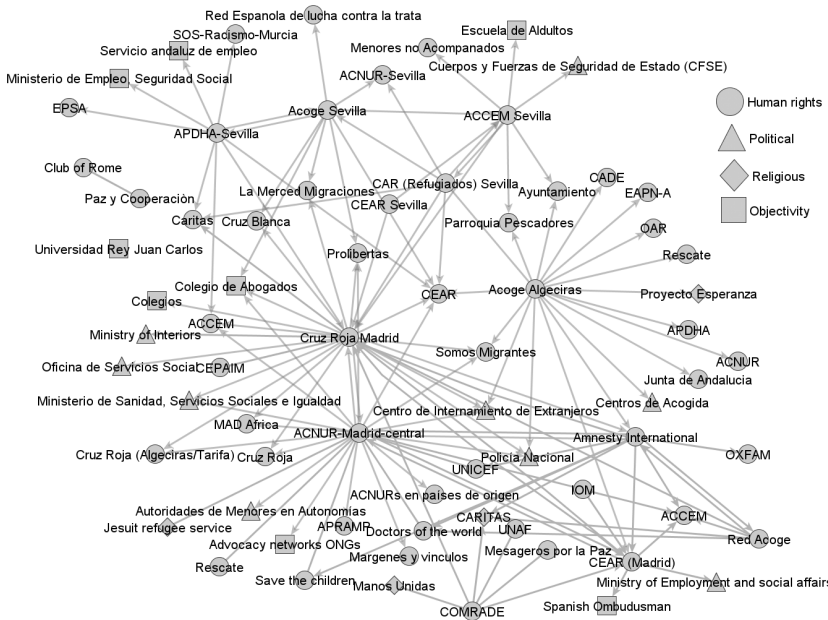 Red Espanola de lucha contra la trata
SOS-Racismo-Murcia
Escuela de Aldultos
Servicio andaluz de empleo
Menores no Acompanados
Cuerpos y Fuerzas de Seguridad de Estado (CFSE)
Ministerio de Empleo, Seguridad Social
ACNUR-Sevilla
EPSA
Acoge Sevilla
ACCEM Sevilla
Human rights
APDHA-Sevilla
Political
Club of Rome
Religious
Paz y Cooperaciòn
La Merced Migraciones
CAR (Refugiados) Sevilla
CADE
Ayuntamiento
EAPN-A
CEAR Sevilla
Objectivity
Caritas
Cruz Blanca
Parroquia Pescadores
OAR
Universidad Rey Juan Carlos
Prolibertas
Rescate
Colegio de Abogados
CEAR
Acoge Algeciras
Proyecto Esperanza
Colegios
ACCEM
Ministry of Interiors
Cruz Roja Madrid
APDHA
Somos Migrantes
ACNUR
Oficina de Servicios Social
CEPAIM
Junta de Andalucia
Ministerio de Sanidad, Servicios Sociales e Igualdad
Centro de Internamiento de Extranjeros
Centros de Acogida
MAD Africa
ACNUR-Madrid-central
Amnesty International
Cruz Roja (Algeciras/Tarifa)
Cruz Roja
Policia Nacional
OXFAM
UNICEF
ACNURs en países de origen
IOM
Autoridades de Menores en Autonomías
CARITAS
ACCEM
Jesuit refugee service
APRAMP
Doctors of the world
UNAF
Red Acoge
Advocacy networks ONGs
Mesageros por la Paz
Margenes y vinculos
CEAR (Madrid)
Rescate
Save the children
Manos Unidas
Ministry of Employment and social affairs
COMRADE
Spanish Ombudusman